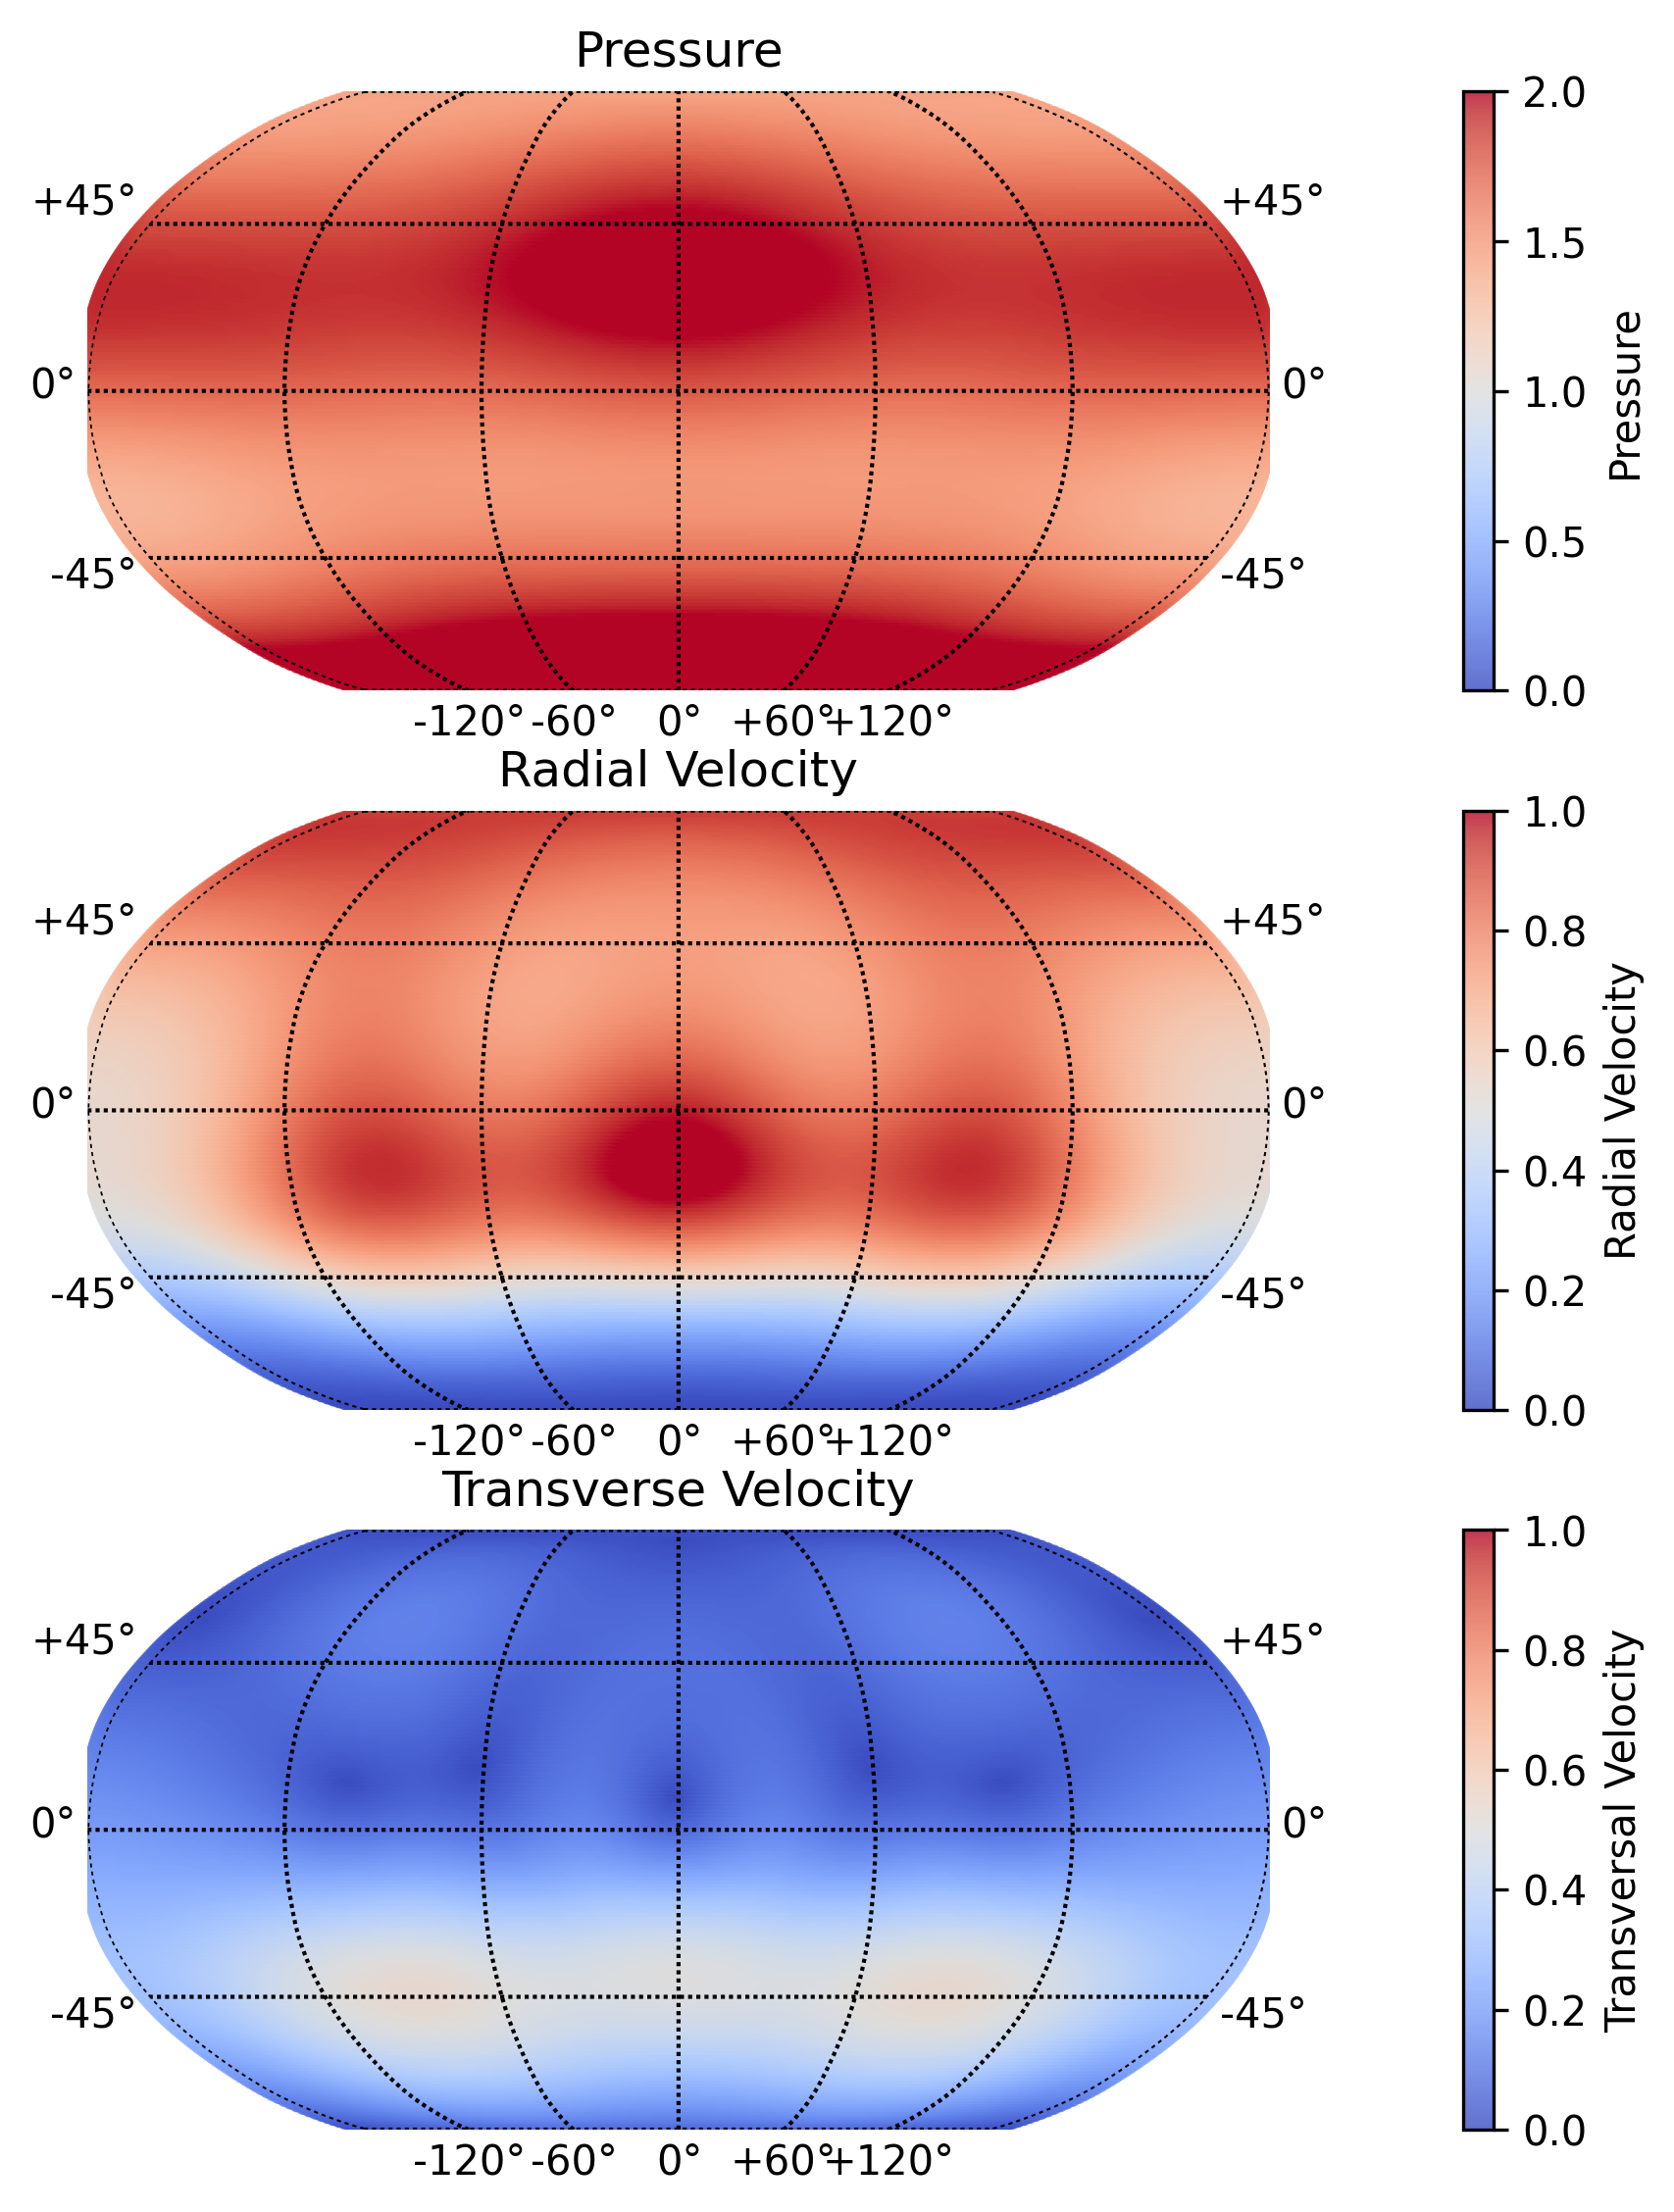 Pressure
+45° +45° 2.0
1.5
0° 0° 1.0 Pressure
-45° -45° 0.5
0.0
-120° -60° 0° +60° +120°
Radial Velocity
1.0
+45° +45° 0.8
0.6 Radial Velocity
0° 0° 0.4
-45° -45° 0.2
0.0
-120° -60° 0° +60° +120°
Transverse Velocity
1.0
+45° +45° 0.8
0.6 Transversal Velocity
0° 0° 0.4
-45° -45° 0.2
0.0
-120° -60° 0° +60° +120°